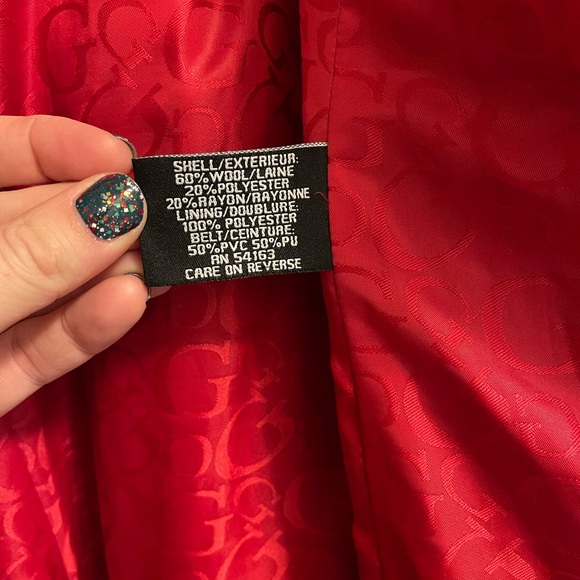 SHELL/EXTERIEUR:
60%WOOL/LAINE
20%POLYESTER
20%RAYON/RAYONNE
LINING/DOUBLURE:
100% POLYESTER
BELT/CEINTURE:
50%PVC 50%PU
RN 54163
CARE ON REVERSE